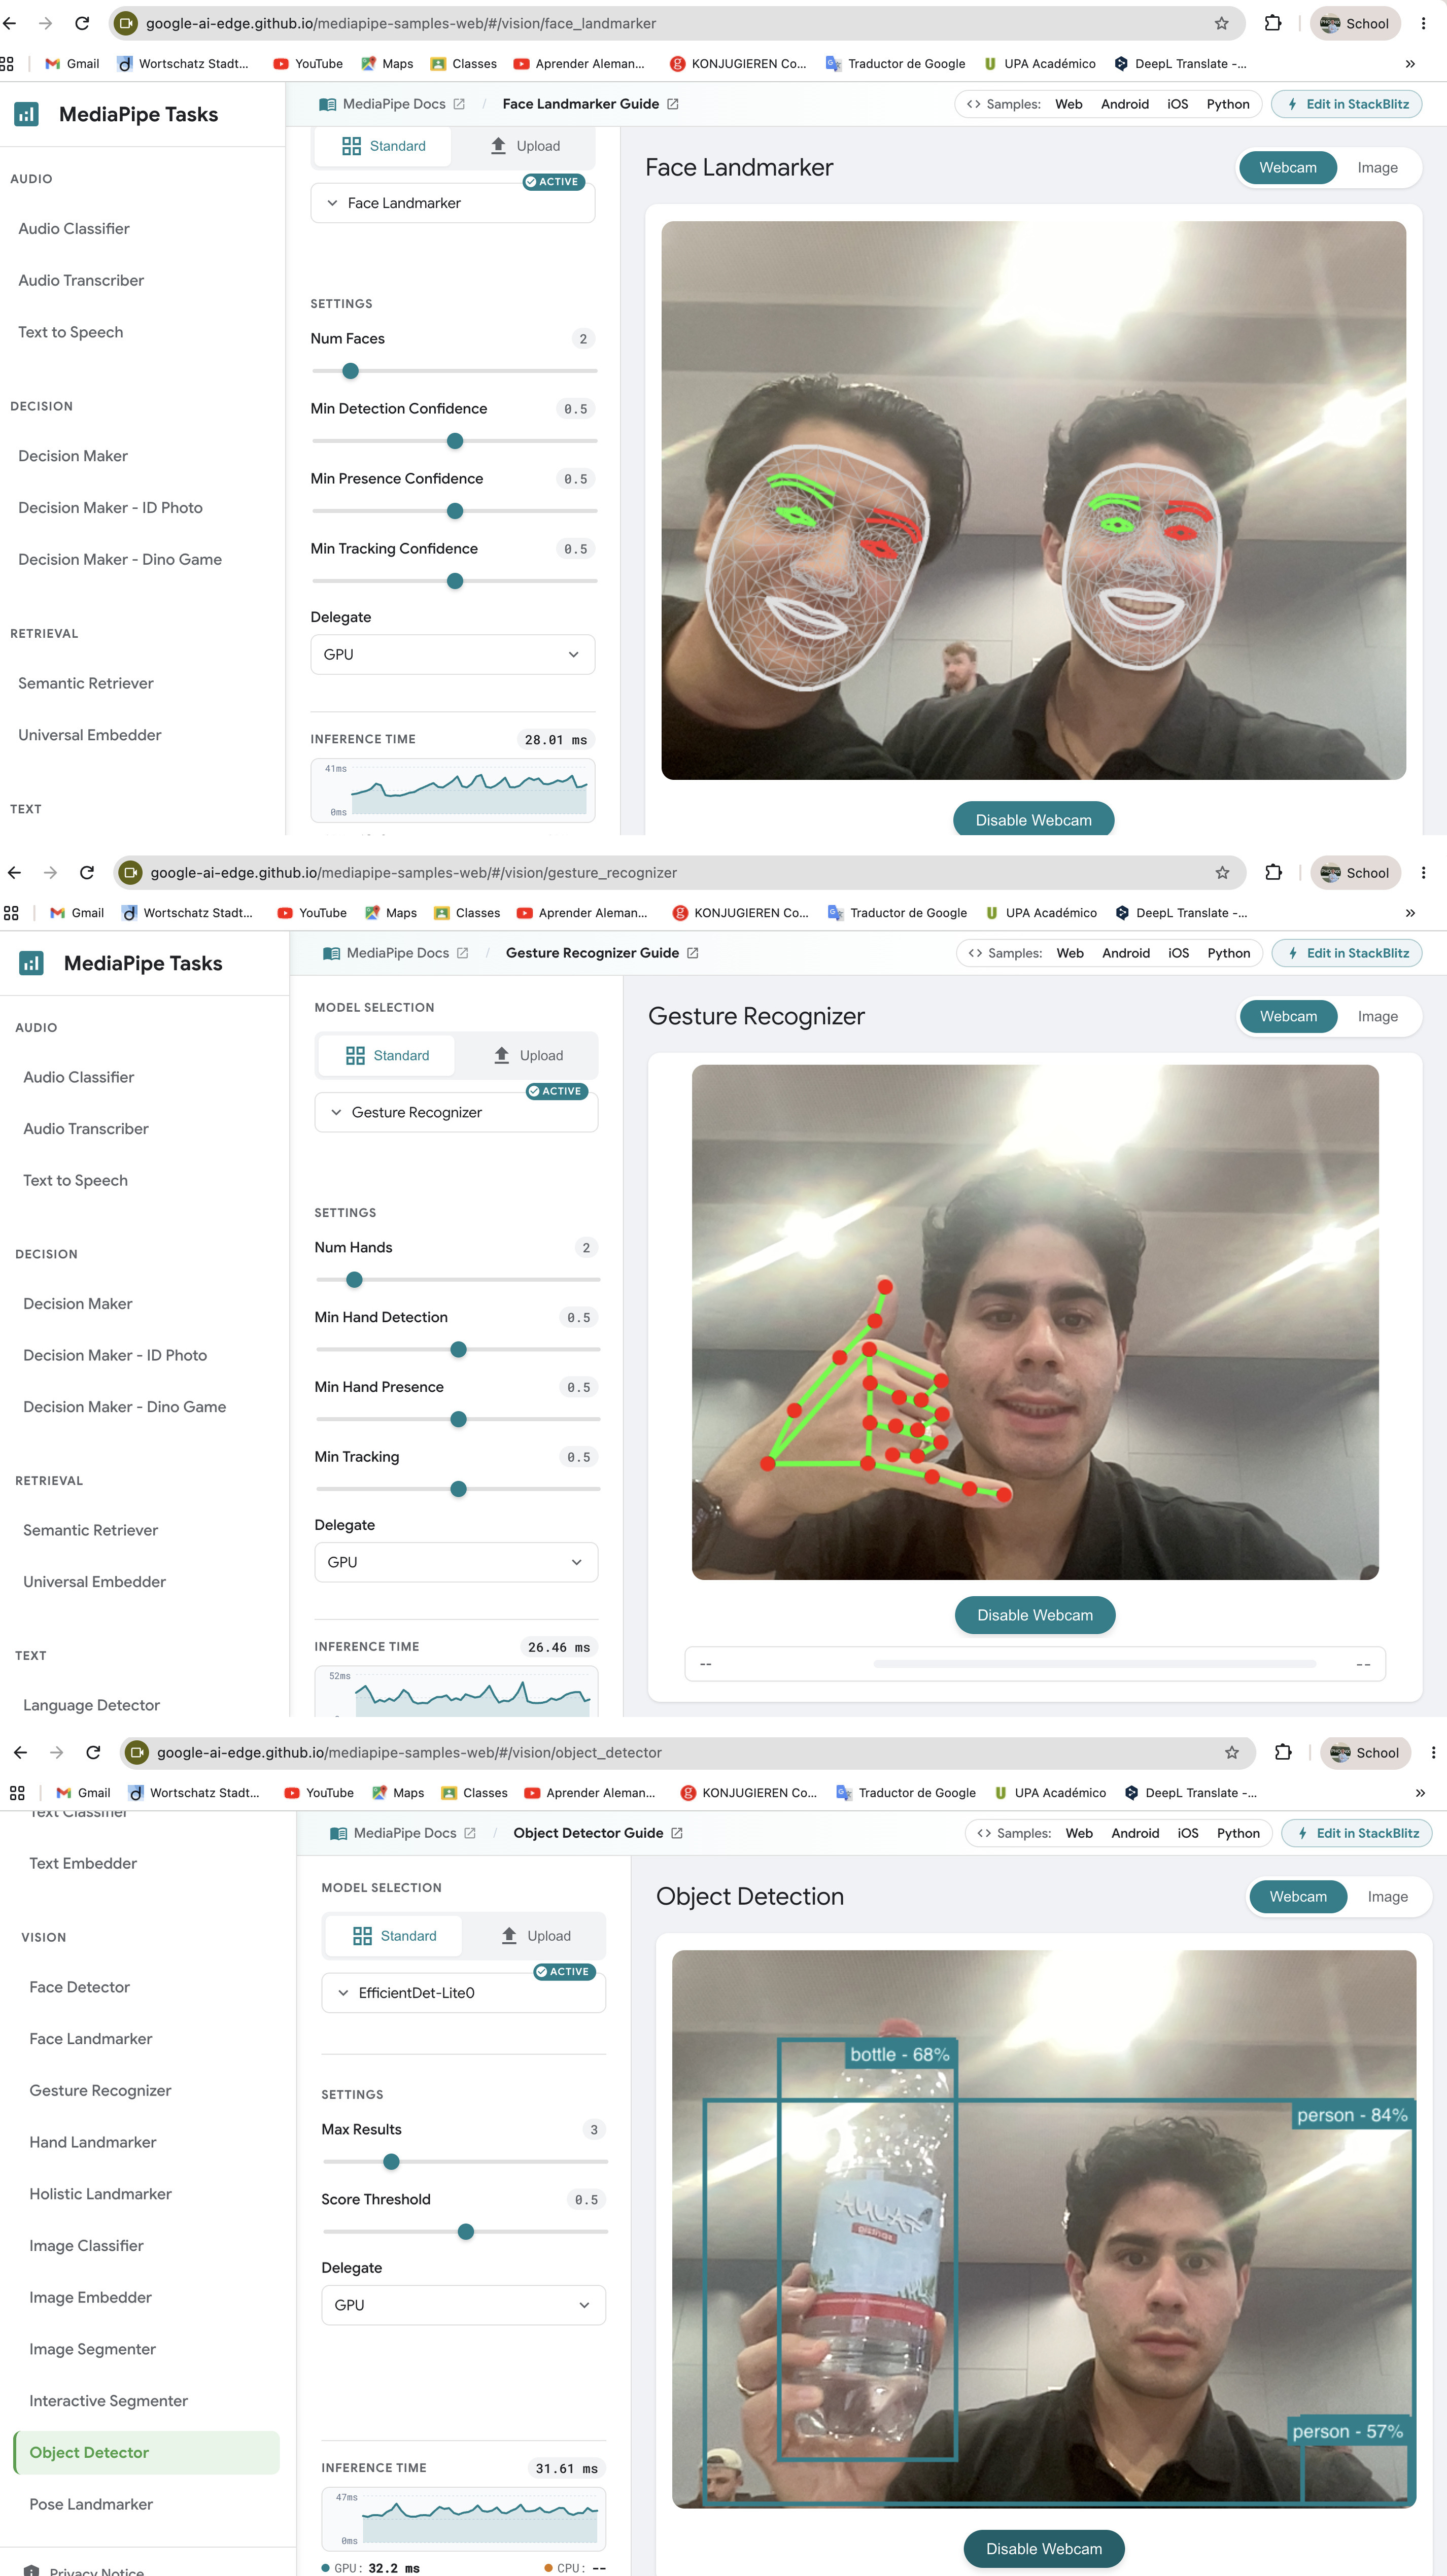 google-ai-edge.github.io/mediapipe-samples-web/#/vision/face_landmarker
School
Gmail
Wortschatz Stadt...
YouTube
Maps
Classes
Aprender Aleman...
KONJUGIEREN Co...
Traductor de Google
UPA Académico
DeepL Translate -...
»
MediaPipe Tasks
MediaPipe Docs / Face Landmarker Guide
Samples: Web Android iOS Python
Edit in StackBlitz
AUDIO
Audio Classifier
Audio Transcriber
Text to Speech
DECISION
Decision Maker
Decision Maker - ID Photo
Decision Maker - Dino Game
RETRIEVAL
Semantic Retriever
Universal Embedder
TEXT
Standard
Upload
ACTIVE
Face Landmarker
SETTINGS
Num Faces 2
Min Detection Confidence 0.5
Min Presence Confidence 0.5
Min Tracking Confidence 0.5
Delegate
GPU
INFERENCE TIME 28.01 ms
41ms
0ms
Face Landmarker
Webcam
Image
Disable Webcam
google-ai-edge.github.io/mediapipe-samples-web/#/vision/gesture_recognizer
School
Gmail
Wortschatz Stadt...
YouTube
Maps
Classes
Aprender Aleman...
KONJUGIEREN Co...
Traductor de Google
UPA Académico
DeepL Translate -...
»
MediaPipe Tasks
MediaPipe Docs / Gesture Recognizer Guide
Samples: Web Android iOS Python
Edit in StackBlitz
AUDIO
Audio Classifier
Audio Transcriber
Text to Speech
DECISION
Decision Maker
Decision Maker - ID Photo
Decision Maker - Dino Game
RETRIEVAL
Semantic Retriever
Universal Embedder
TEXT
Language Detector
MODEL SELECTION
Standard
Upload
ACTIVE
Gesture Recognizer
SETTINGS
Num Hands 2
Min Hand Detection 0.5
Min Hand Presence 0.5
Min Tracking 0.5
Delegate
GPU
INFERENCE TIME 26.46 ms
52ms
Gesture Recognizer
Webcam
Image
Disable Webcam
-- --
google-ai-edge.github.io/mediapipe-samples-web/#/vision/object_detector
School
Gmail
Wortschatz Stadt...
YouTube
Maps
Classes
Aprender Aleman...
KONJUGIEREN Co...
Traductor de Google
UPA Académico
DeepL Translate -...
»
MediaPipe Docs / Object Detector Guide
Samples: Web Android iOS Python
Edit in StackBlitz
Text Classifier
Text Embedder
VISION
Face Detector
Face Landmarker
Gesture Recognizer
Hand Landmarker
Holistic Landmarker
Image Classifier
Image Embedder
Image Segmenter
Interactive Segmenter
Object Detector
Pose Landmarker
Privacy Notice
MODEL SELECTION
Standard
Upload
ACTIVE
EfficientDet-Lite0
SETTINGS
Max Results 3
Score Threshold 0.5
Delegate
GPU
INFERENCE TIME 31.61 ms
47ms
0ms
GPU: 32.2 ms CPU: --
Object Detection
Webcam
Image
bottle - 68%
person - 84%
person - 57%
Disable Webcam